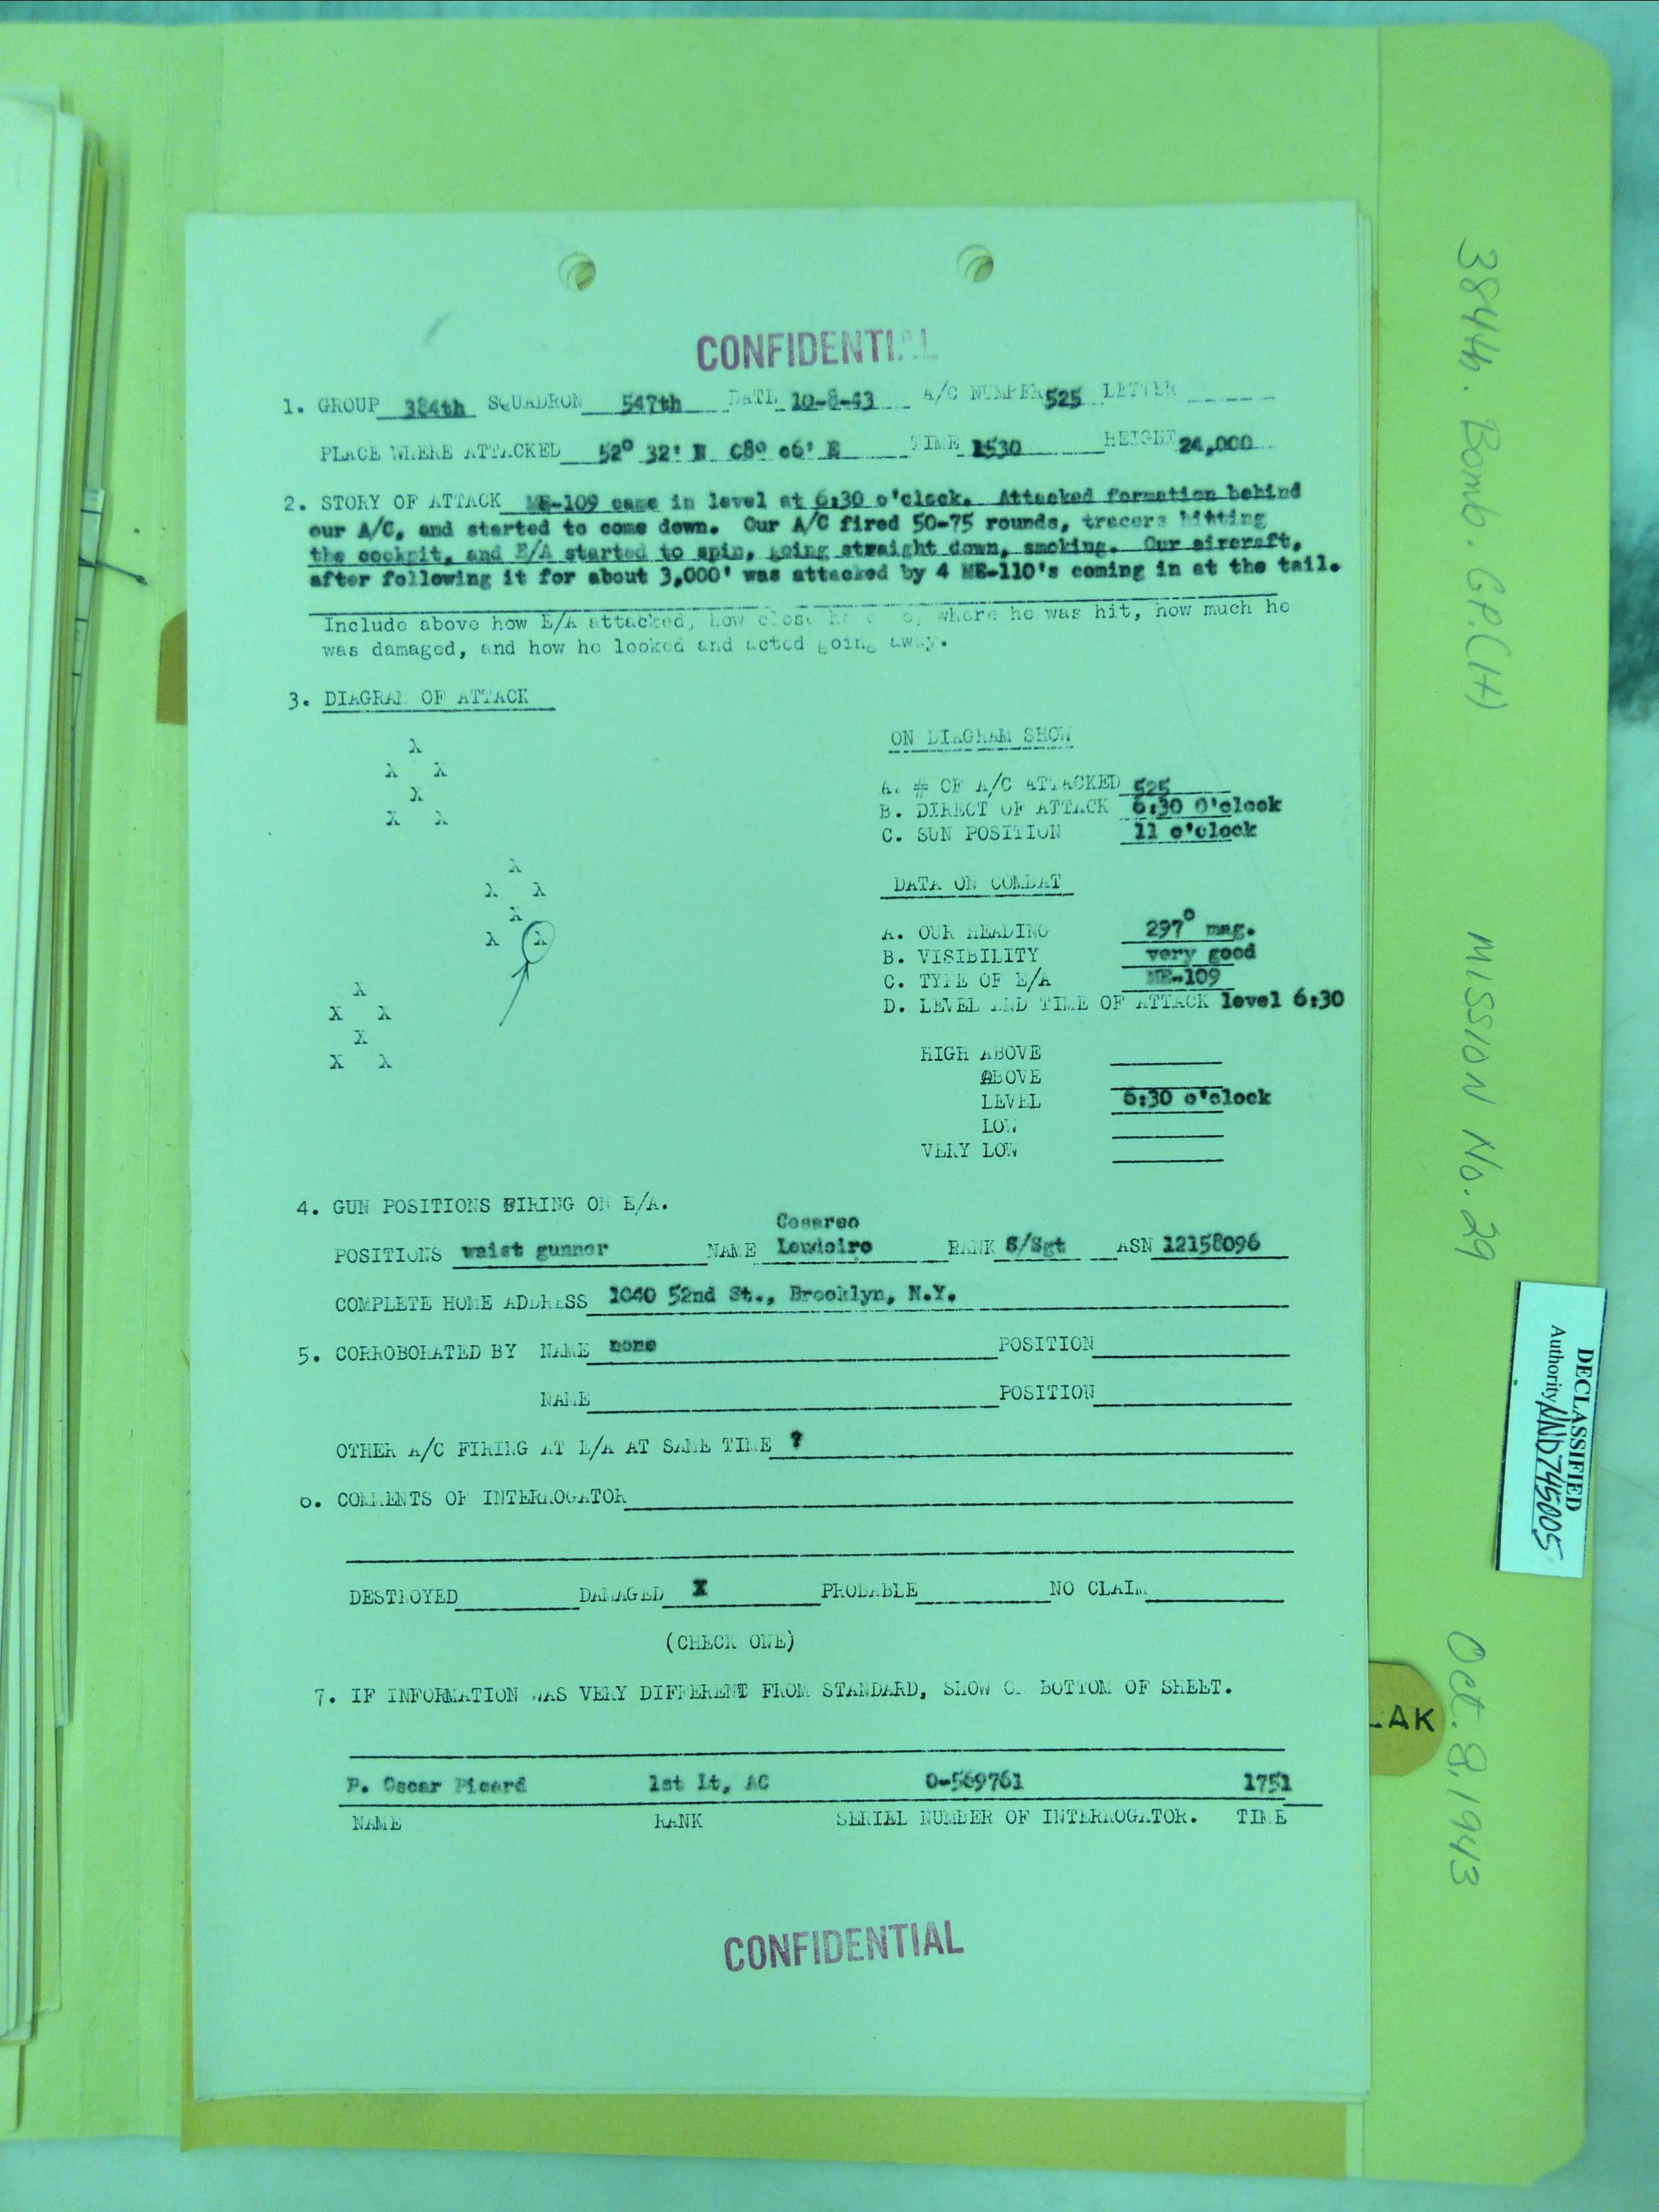 CONFIDENTIAL
1. GROUP 384th SQUADRON 547th DATE 10-8-43 A/C NUMBER 525 LETTER
PLACE WHERE ATTACKED 52° 32' N 08° 06' E TIME 1530 HEIGHT 24,000
2. STORY OF ATTACK ME-109 came in level at 6:30 o'clock. Attacked formation behind
our A/C, and started to come down. Our A/C fired 50-75 rounds, tracers hitting
the cockpit, and E/A started to spin, going straight down, smoking. Our aircraft,
after following it for about 3,000' was attacked by 4 ME-110's coming in at the tail.
Include above how E/A attacked, how close he came, where he was hit, how much he
was damaged, and how he looked and acted going away.
3. DIAGRAM OF ATTACK
X
X X
X
X X
X
X X
X
X X
X
X X
X
X X
ON DIAGRAM SHOW
A. # OF A/C ATTACKED 525
B. DIRECT OF ATTACK 6:30 O'clock
C. SUN POSITION 11 o'clock
DATA ON COMBAT
A. OUR HEADING 297° mag.
B. VISIBILITY very good
C. TYPE OF E/A ME-109
D. LEVEL AND TIME OF ATTACK level 6:30
HIGH ABOVE
ABOVE
LEVEL 6:30 o'clock
LOW
VERY LOW
4. GUN POSITIONS FIRING ON E/A.
Cesareo
POSITIONS waist gunner NAME Lendoiro RANK S/Sgt ASN 12158096
COMPLETE HOME ADDRESS 1040 52nd St., Brooklyn, N.Y.
5. CORROBORATED BY NAME none POSITION
NAME POSITION
OTHER A/C FIRING AT E/A AT SAME TIME ?
6. COMMENTS OF INTERROGATOR
DESTROYED DAMAGED X PROBABLE NO CLAIM
(CHECK ONE)
7. IF INFORMATION WAS VERY DIFFERENT FROM STANDARD, SHOW ON BOTTOM OF SHEET.
P. Oscar Picard 1st Lt, AC 0-569761 1751
NAME RANK SERIAL NUMBER OF INTERROGATOR. TIME
CONFIDENTIAL
384th. Bomb. GP.(H) MISSION No. 29 Oct. 8, 1943
DECLASSIFIED
Authority NND745005
LAK